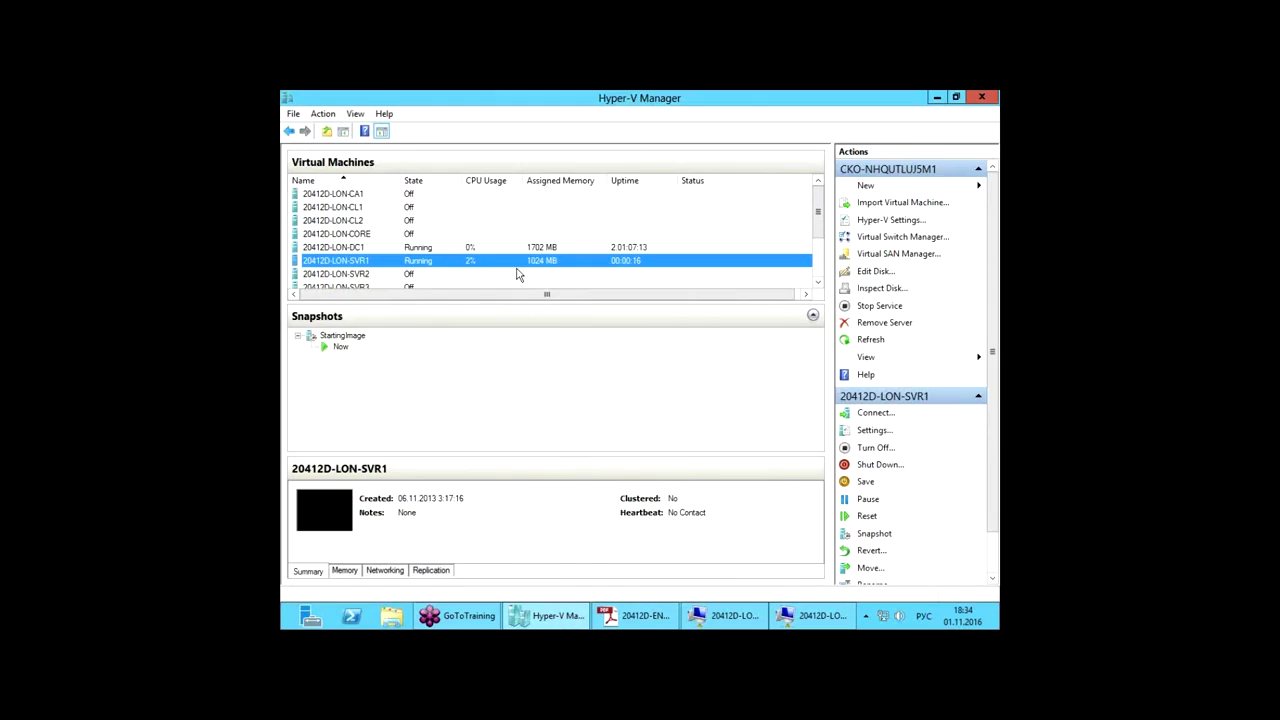 Hyper-V Manager
File Action View Help
Virtual Machines
Name State CPU Usage Assigned Memory Uptime Status
20412D-LON-CA1 Off
20412D-LON-CL1 Off
20412D-LON-CL2 Off
20412D-LON-CORE Off
20412D-LON-DC1 Running 0% 1702 MB 2.01:07:13
20412D-LON-SVR1 Running 2% 1024 MB 00:00:16
20412D-LON-SVR2 Off
20412D-LON-SVR3 Off
Snapshots
StartingImage
Now
20412D-LON-SVR1
Created: 06.11.2013 3:17:16 Clustered: No
Notes: None Heartbeat: No Contact
Summary Memory Networking Replication
Actions
CKO-NHQUTLUJ5M1
New
Import Virtual Machine...
Hyper-V Settings...
Virtual Switch Manager...
Virtual SAN Manager...
Edit Disk...
Inspect Disk...
Stop Service
Remove Server
Refresh
View
Help
20412D-LON-SVR1
Connect...
Settings...
Turn Off...
Shut Down...
Save
Pause
Reset
Snapshot
Revert...
Move...
GoToTraining Hyper-V Ma... 20412D-EN... 20412D-LO... 20412D-LO... РУС 18:34
01.11.2016